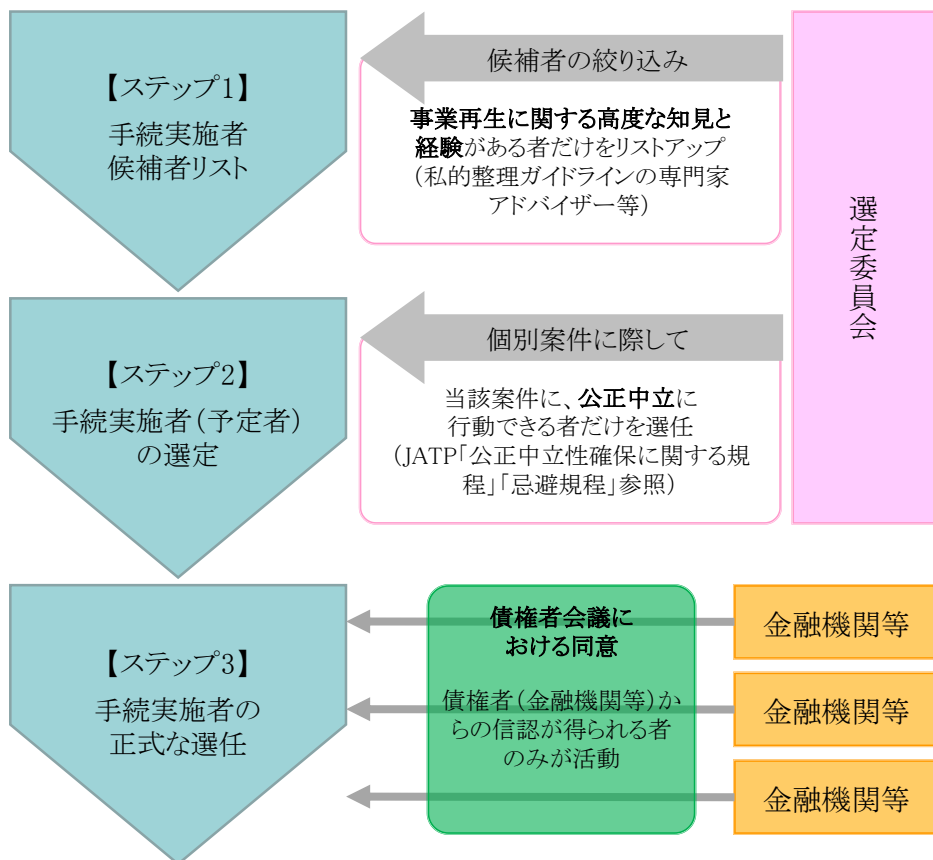 【ステップ1】
手続実施者
候補者リスト
候補者の絞り込み
事業再生に関する高度な知見と
経験がある者だけをリストアップ
（私的整理ガイドラインの専門家
アドバイザー等）
選定委員会
【ステップ2】
手続実施者（予定者）
の選定
個別案件に際して
当該案件に、公正中立に
行動できる者だけを選任
（JATP「公正中立性確保に関する規
程」「忌避規程」参照）
【ステップ3】
手続実施者の
正式な選任
債権者会議に
おける同意
債権者（金融機関等）か
らの信認が得られる者
のみが活動
金融機関等
金融機関等
金融機関等